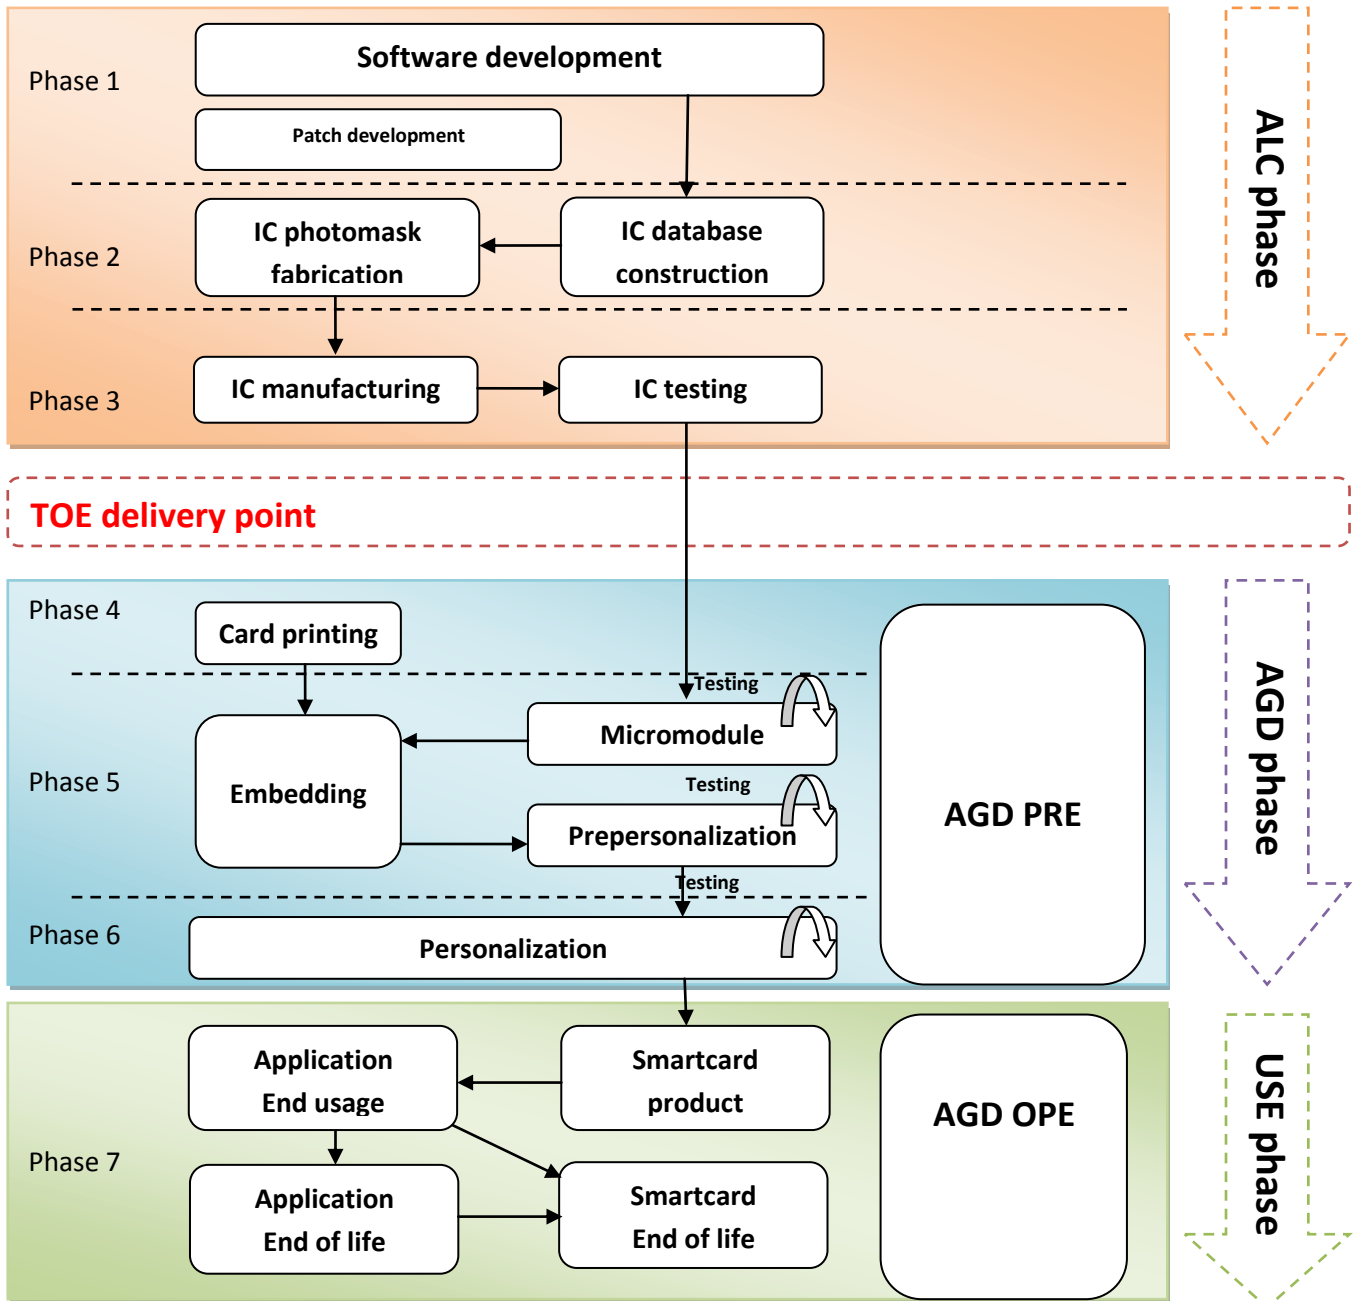 Phase 1
Software development
Patch development
ALC phase
Phase 2
IC photomask
fabrication
IC database
construction
Phase 3
IC manufacturing
IC testing
TOE delivery point
Phase 4
Card printing
Testing
Micromodule
Phase 5
Embedding
Testing
Prepersonalization
AGD PRE
AGD phase
Testing
Phase 6
Personalization
Application
End usage
Smartcard
product
AGD OPE
USE phase
Phase 7
Application
End of life
Smartcard
End of life